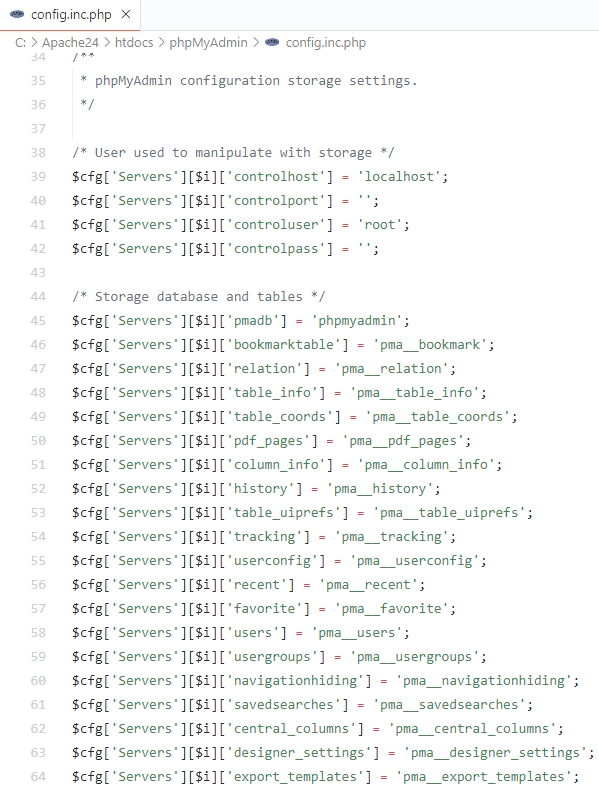 config.inc.php ×
C: > Apache24 > htdocs > phpMyAdmin > config.inc.php
34 /**
35 * phpMyAdmin configuration storage settings.
36 */
37
38 /* User used to manipulate with storage */
39 $cfg['Servers'][$i]['controlhost'] = 'localhost';
40 $cfg['Servers'][$i]['controlport'] = '';
41 $cfg['Servers'][$i]['controluser'] = 'root';
42 $cfg['Servers'][$i]['controlpass'] = '';
43
44 /* Storage database and tables */
45 $cfg['Servers'][$i]['pmadb'] = 'phpmyadmin';
46 $cfg['Servers'][$i]['bookmarktable'] = 'pma__bookmark';
47 $cfg['Servers'][$i]['relation'] = 'pma__relation';
48 $cfg['Servers'][$i]['table_info'] = 'pma__table_info';
49 $cfg['Servers'][$i]['table_coords'] = 'pma__table_coords';
50 $cfg['Servers'][$i]['pdf_pages'] = 'pma__pdf_pages';
51 $cfg['Servers'][$i]['column_info'] = 'pma__column_info';
52 $cfg['Servers'][$i]['history'] = 'pma__history';
53 $cfg['Servers'][$i]['table_uiprefs'] = 'pma__table_uiprefs';
54 $cfg['Servers'][$i]['tracking'] = 'pma__tracking';
55 $cfg['Servers'][$i]['userconfig'] = 'pma__userconfig';
56 $cfg['Servers'][$i]['recent'] = 'pma__recent';
57 $cfg['Servers'][$i]['favorite'] = 'pma__favorite';
58 $cfg['Servers'][$i]['users'] = 'pma__users';
59 $cfg['Servers'][$i]['usergroups'] = 'pma__usergroups';
60 $cfg['Servers'][$i]['navigationhiding'] = 'pma__navigationhiding';
61 $cfg['Servers'][$i]['savedsearches'] = 'pma__savedsearches';
62 $cfg['Servers'][$i]['central_columns'] = 'pma__central_columns';
63 $cfg['Servers'][$i]['designer_settings'] = 'pma__designer_settings';
64 $cfg['Servers'][$i]['export_templates'] = 'pma__export_templates';